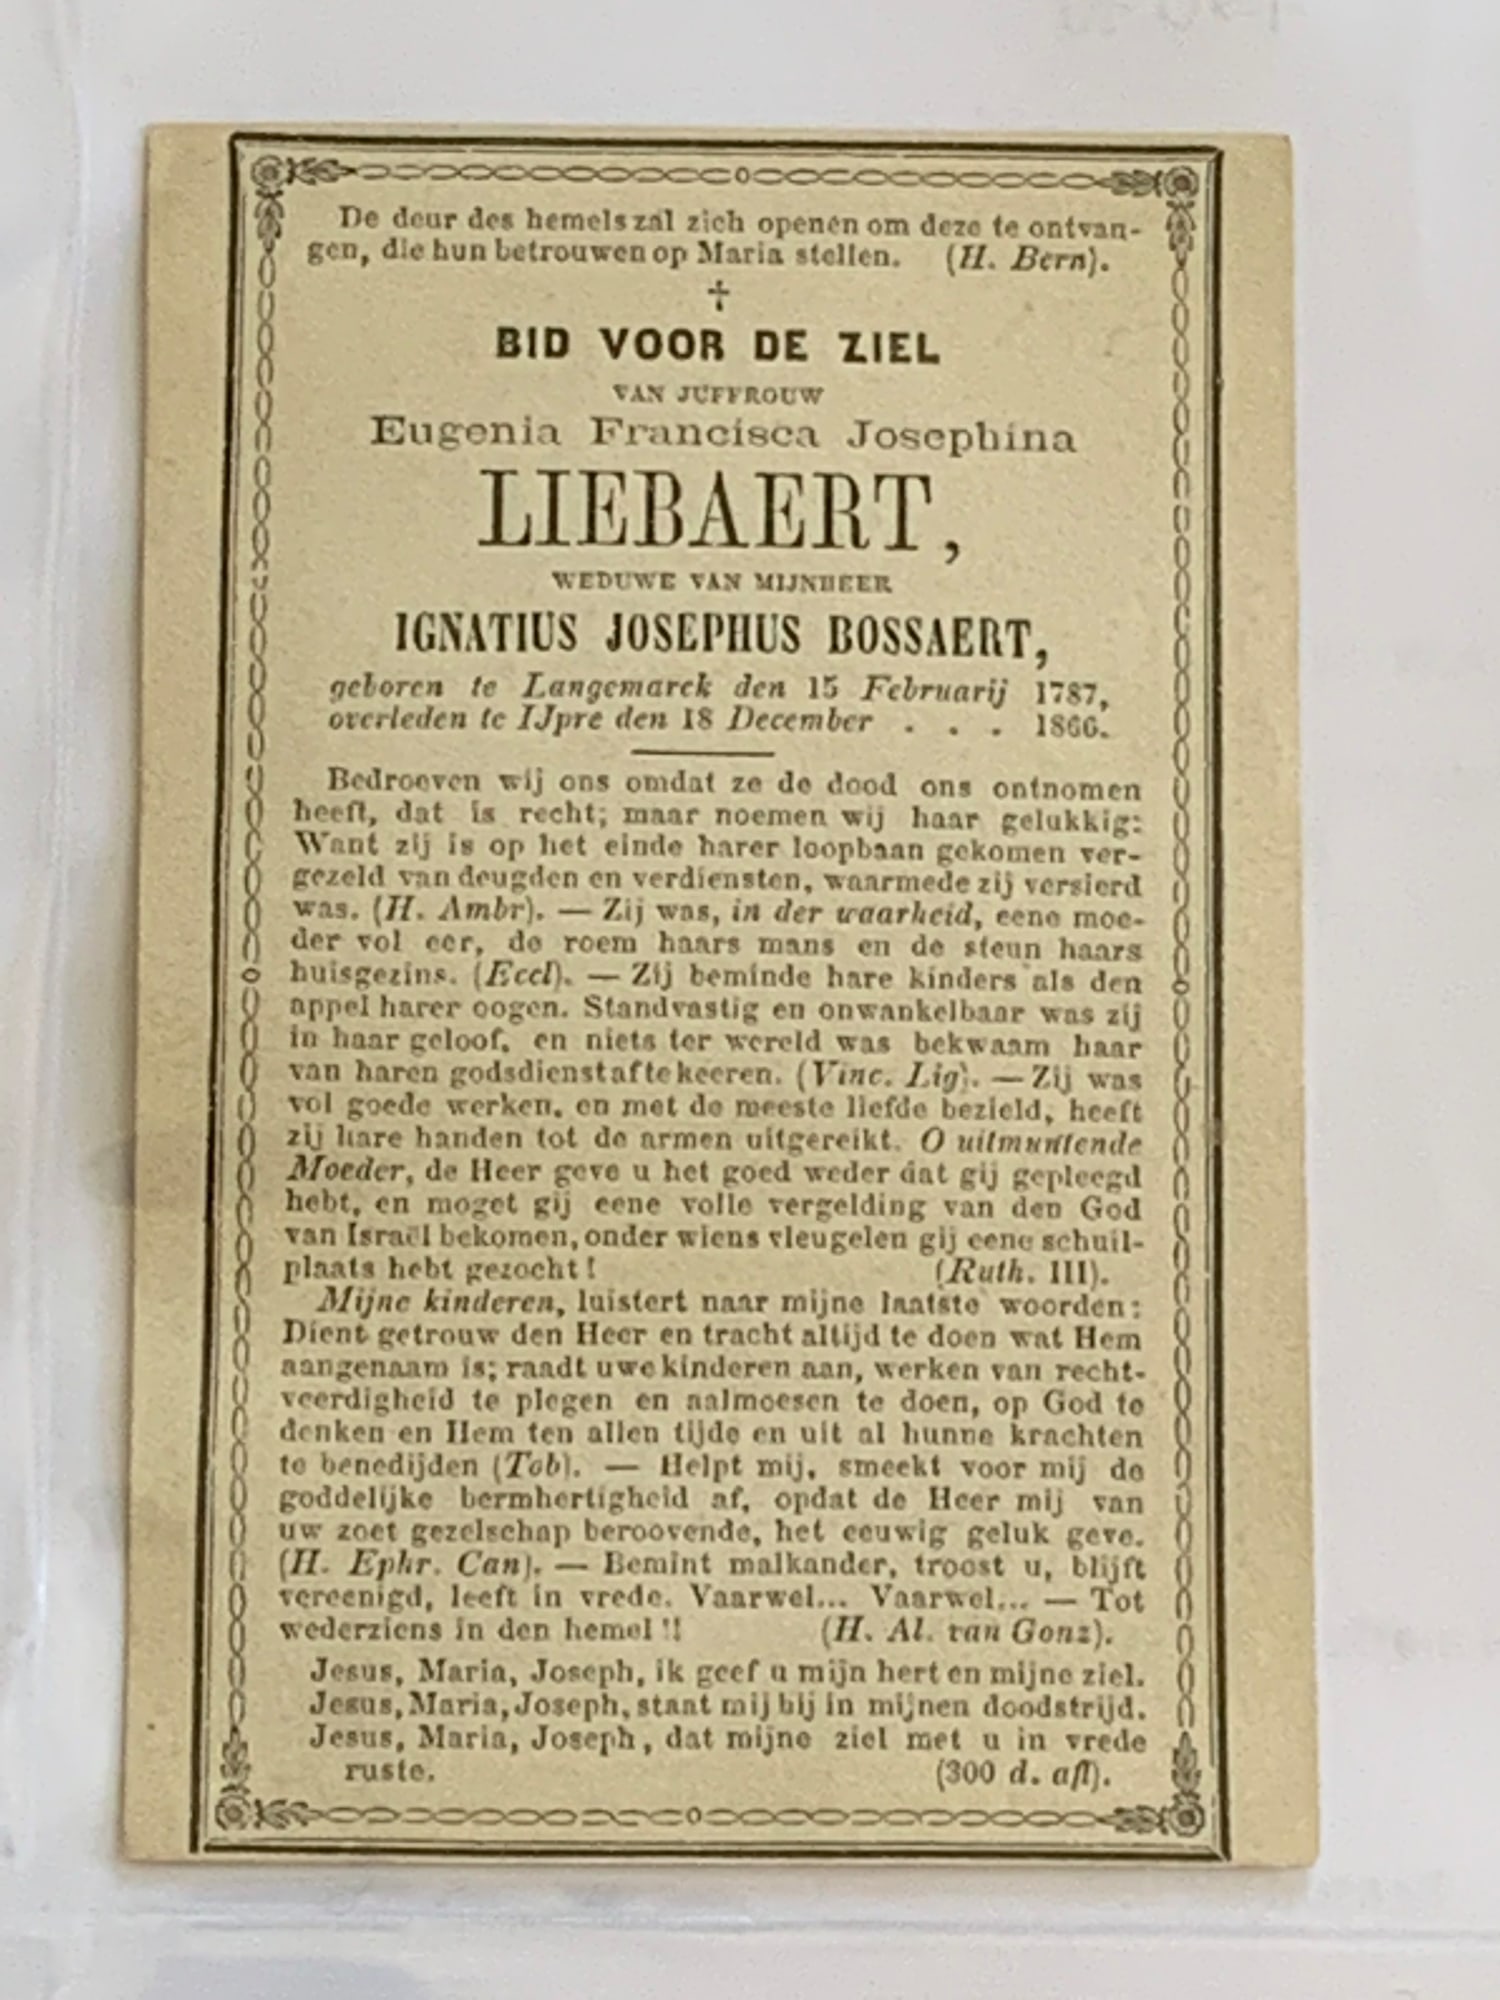 De deur des hemels zal zich openen om deze te ontvan-
gen, die hun betrouwen op Maria stellen. (H. Bern).
†
BID VOOR DE ZIEL
VAN JUFFROUW
Eugenia Francisca Josephina
LIEBAERT,
WEDUWE VAN MIJNHEER
IGNATIUS JOSEPHUS BOSSAERT,
geboren te Langemarck den 15 Februarij 1787,
overleden te IJpre den 18 December . . . 1866.
Bedroeven wij ons omdat ze de dood ons ontnomen
heeft, dat is recht; maar noemen wij haar gelukkig:
Want zij is op het einde harer loopbaan gekomen ver-
gezeld van deugden en verdiensten, waarmede zij versierd
was. (H. Ambr). — Zij was, in der waarheid, eene moe-
der vol eer, de roem haars mans en de steun haars
huisgezins. (Eccl). — Zij beminde hare kinders als den
appel harer oogen. Standvastig en onwankelbaar was zij
in haar geloof, en niets ter wereld was bekwaam haar
van haren godsdienst af te keeren. (Vinc. Lig). — Zij was
vol goede werken, en met de meeste liefde bezield, heeft
zij hare handen tot de armen uitgereikt. O uitmuntende
Moeder, de Heer geve u het goed weder dat gij gepleegd
hebt, en moget gij eene volle vergelding van den God
van Israël bekomen, onder wiens vleugelen gij eene schuil-
plaats hebt gezocht! (Ruth. III).
Mijne kinderen, luistert naar mijne laatste woorden:
Dient getrouw den Heer en tracht altijd te doen wat Hem
aangenaam is; raadt uwe kinderen aan, werken van recht-
veerdigheid te plegen en aalmoesen te doen, op God te
denken en Hem ten allen tijde en uit al hunne krachten
te benedijden (Tob). — Helpt mij, smeekt voor mij de
goddelijke bermhertigheid af, opdat de Heer mij van
uw zoet gezelschap beroovende, het eeuwig geluk geve.
(H. Ephr. Can). — Bemint malkander, troost u, blijft
vereenigd, leeft in vrede. Vaarwel... Vaarwel... — Tot
wederziens in den hemel!! (H. Al. van Gonz).
Jesus, Maria, Joseph, ik geef u mijn hert en mijne ziel.
Jesus, Maria, Joseph, staat mij bij in mijnen doodstrijd.
Jesus, Maria, Joseph, dat mijne ziel met u in vrede
ruste. (300 d. afl).